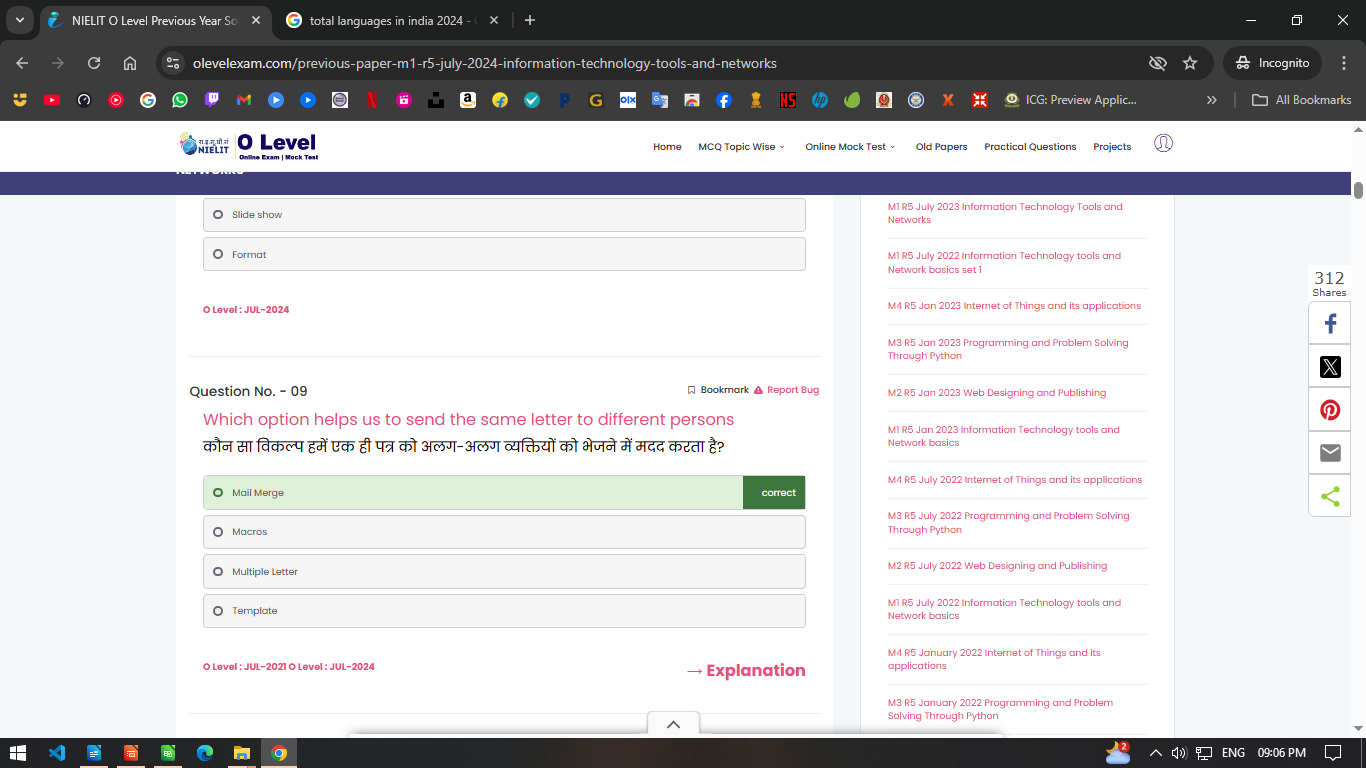 NIELIT O Level Previous Year So
total languages in india 2024 -
olevelexam.com/previous-paper-m1-r5-july-2024-information-technology-tools-and-networks
Incognito
ICG: Preview Applic...
All Bookmarks
NIELIT
O Level
Online Exam | Mock Test
Home
MCQ Topic Wise
Online Mock Test
Old Papers
Practical Questions
Projects
NETWORKS
Slide show
Format
O Level : JUL-2024
Question No. - 09
Bookmark
Report Bug
Which option helps us to send the same letter to different persons
कौन सा विकल्प हमें एक ही पत्र को अलग-अलग व्यक्तियों को भेजने में मदद करता है?
Mail Merge
correct
Macros
Multiple Letter
Template
O Level : JUL-2021 O Level : JUL-2024
→ Explanation
M1 R5 July 2023 Information Technology Tools and
Networks
M1 R5 July 2022 Information Technology tools and
Network basics set 1
M4 R5 Jan 2023 Internet of Things and its applications
M3 R5 Jan 2023 Programming and Problem Solving
Through Python
M2 R5 Jan 2023 Web Designing and Publishing
M1 R5 Jan 2023 Information Technology tools and
Network basics
M4 R5 July 2022 Internet of Things and its applications
M3 R5 July 2022 Programming and Problem Solving
Through Python
M2 R5 July 2022 Web Designing and Publishing
M1 R5 July 2022 Information Technology tools and
Network basics
M4 R5 January 2022 Internet of Things and its
applications
M3 R5 January 2022 Programming and Problem
Solving Through Python
312
Shares
2
ENG
09:06 PM